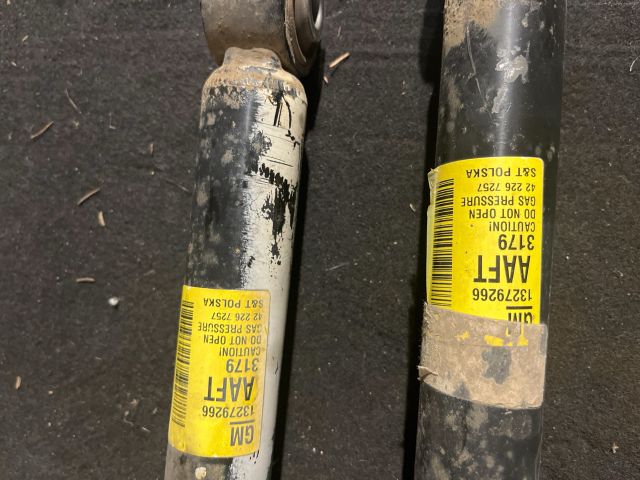 GM
13279266
AAFT
3179
CAUTION!
DO NOT OPEN
GAS PRESSURE
42 226 7257
S&T POLSKA
GM
13279266
AAFT
3179
CAUTION!
DO NOT OPEN
GAS PRESSURE
42 226 7257
S&T POLSKA